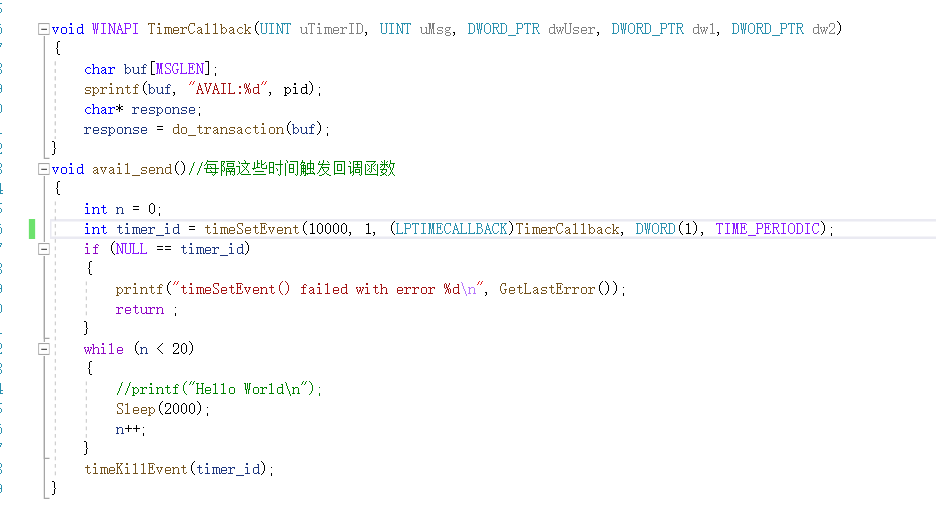 void WINAPI TimerCallback(UINT uTimerID, UINT uMsg, DWORD_PTR dwUser, DWORD_PTR dw1, DWORD_PTR dw2)
{
char buf[MSGLEN];
sprintf(buf, "AVAIL:%d", pid);
char* response;
response = do_transaction(buf);
}
void avail_send()//每隔这些时间触发回调函数
{
int n = 0;
int timer_id = timeSetEvent(10000, 1, (LPTIMECALLBACK)TimerCallback, DWORD(1), TIME_PERIODIC);
if (NULL == timer_id)
{
printf("timeSetEvent() failed with error %d\n", GetLastError());
return ;
}
while (n < 20)
{
//printf("Hello World\n");
Sleep(2000);
n++;
}
timeKillEvent(timer_id);
}